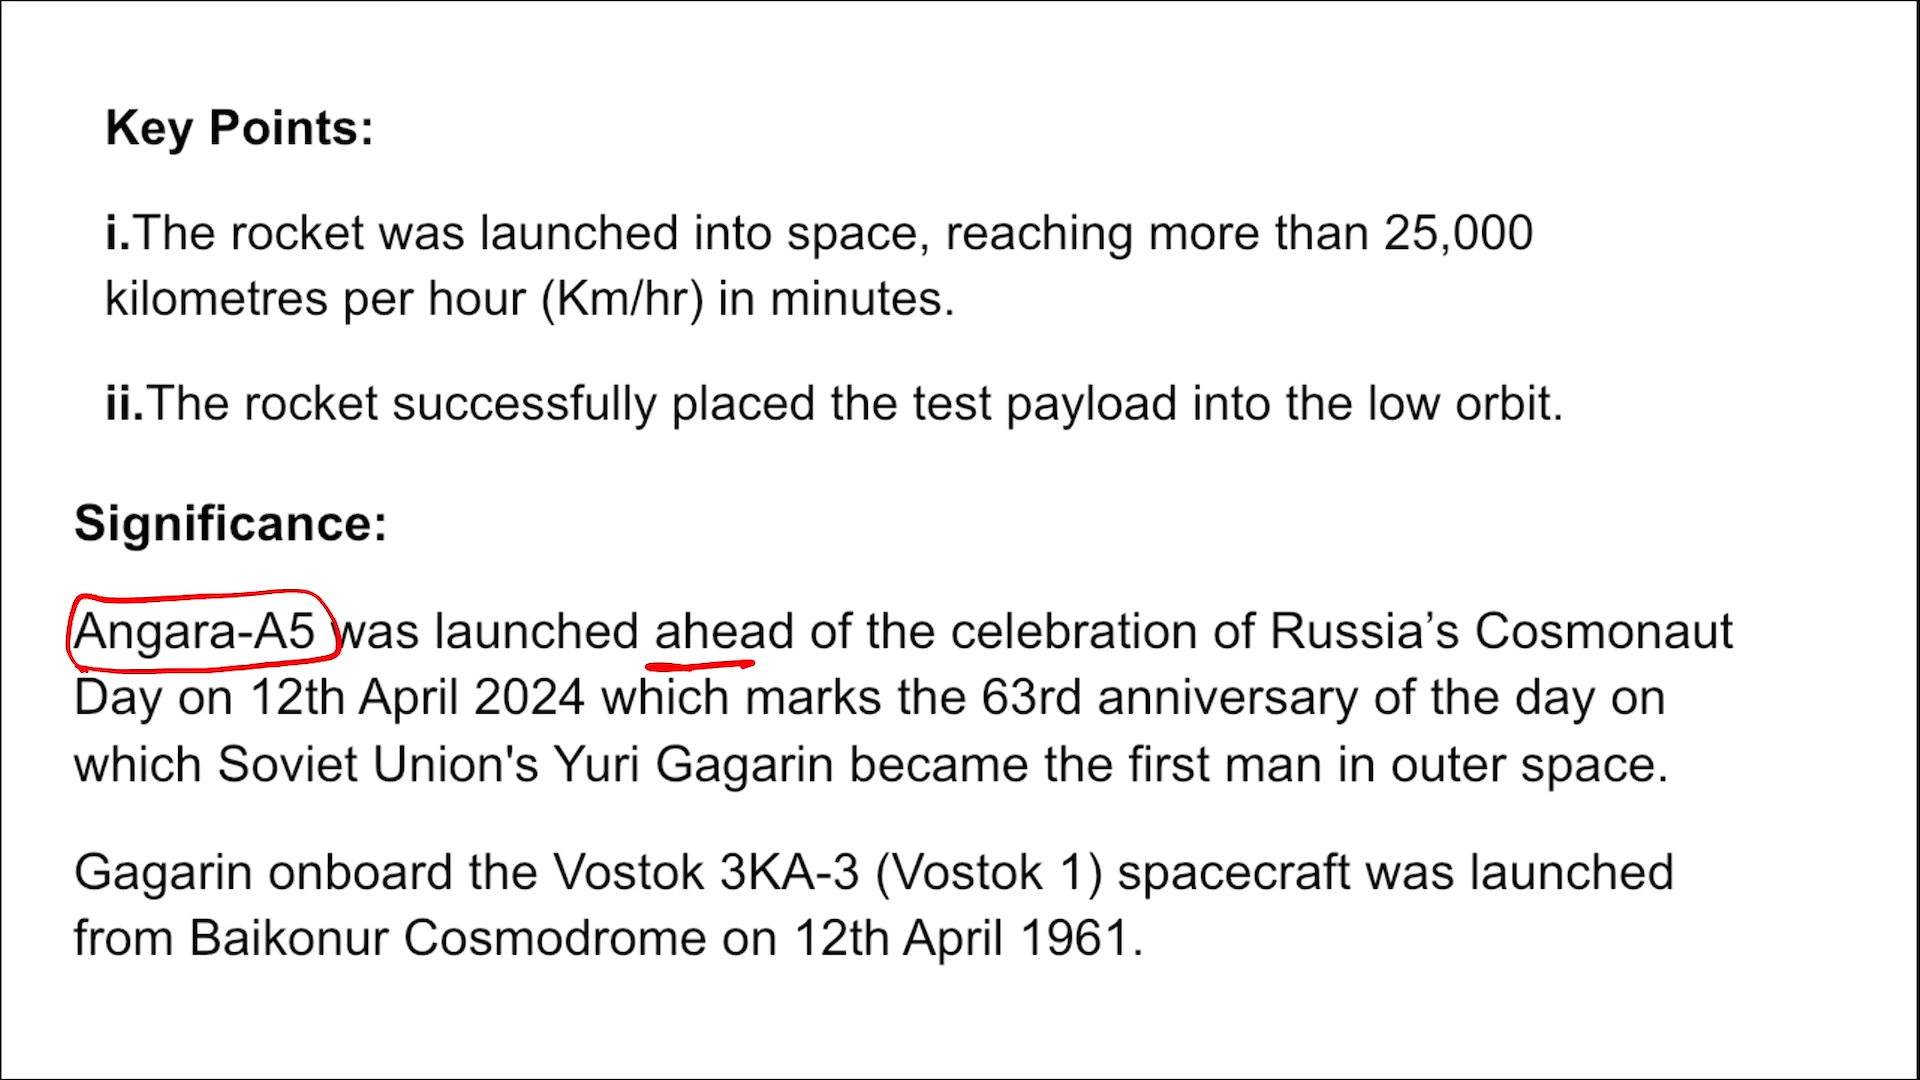 Key Points:
i.The rocket was launched into space, reaching more than 25,000
kilometres per hour (Km/hr) in minutes.
ii.The rocket successfully placed the test payload into the low orbit.
Significance:
Angara-A5 was launched ahead of the celebration of Russia’s Cosmonaut
Day on 12th April 2024 which marks the 63rd anniversary of the day on
which Soviet Union's Yuri Gagarin became the first man in outer space.
Gagarin onboard the Vostok 3KA-3 (Vostok 1) spacecraft was launched
from Baikonur Cosmodrome on 12th April 1961.